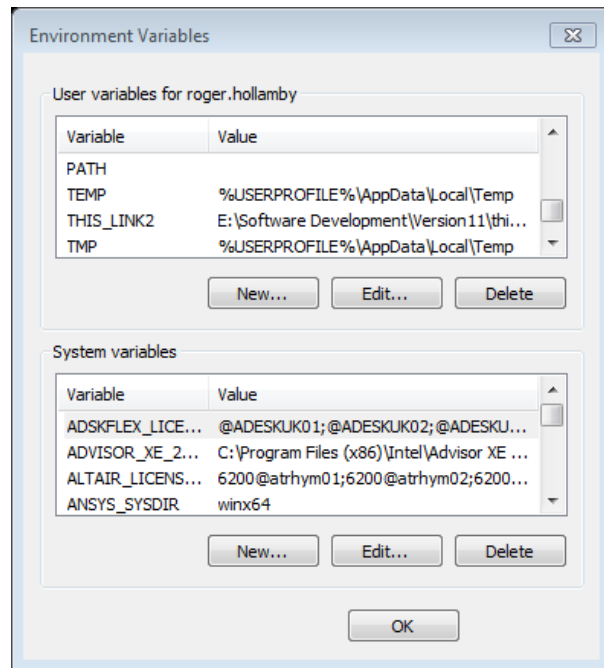 Environment Variables
User variables for roger.hollamby
Variable Value
PATH
TEMP %USERPROFILE%\AppData\Local\Temp
THIS_LINK2 E:\Software Development\Version11\thi...
TMP %USERPROFILE%\AppData\Local\Temp
New... Edit... Delete
System variables
Variable Value
ADSKFLEX_LICE... @ADESKUK01;@ADESKUK02;@ADESKU...
ADVISOR_XE_2... C:\Program Files (x86)\Intel\Advisor XE ...
ALTAIR_LICENS... 6200@atrhym01;6200@atrhym02;6200...
ANSYS_SYSDIR winx64
New... Edit... Delete
OK